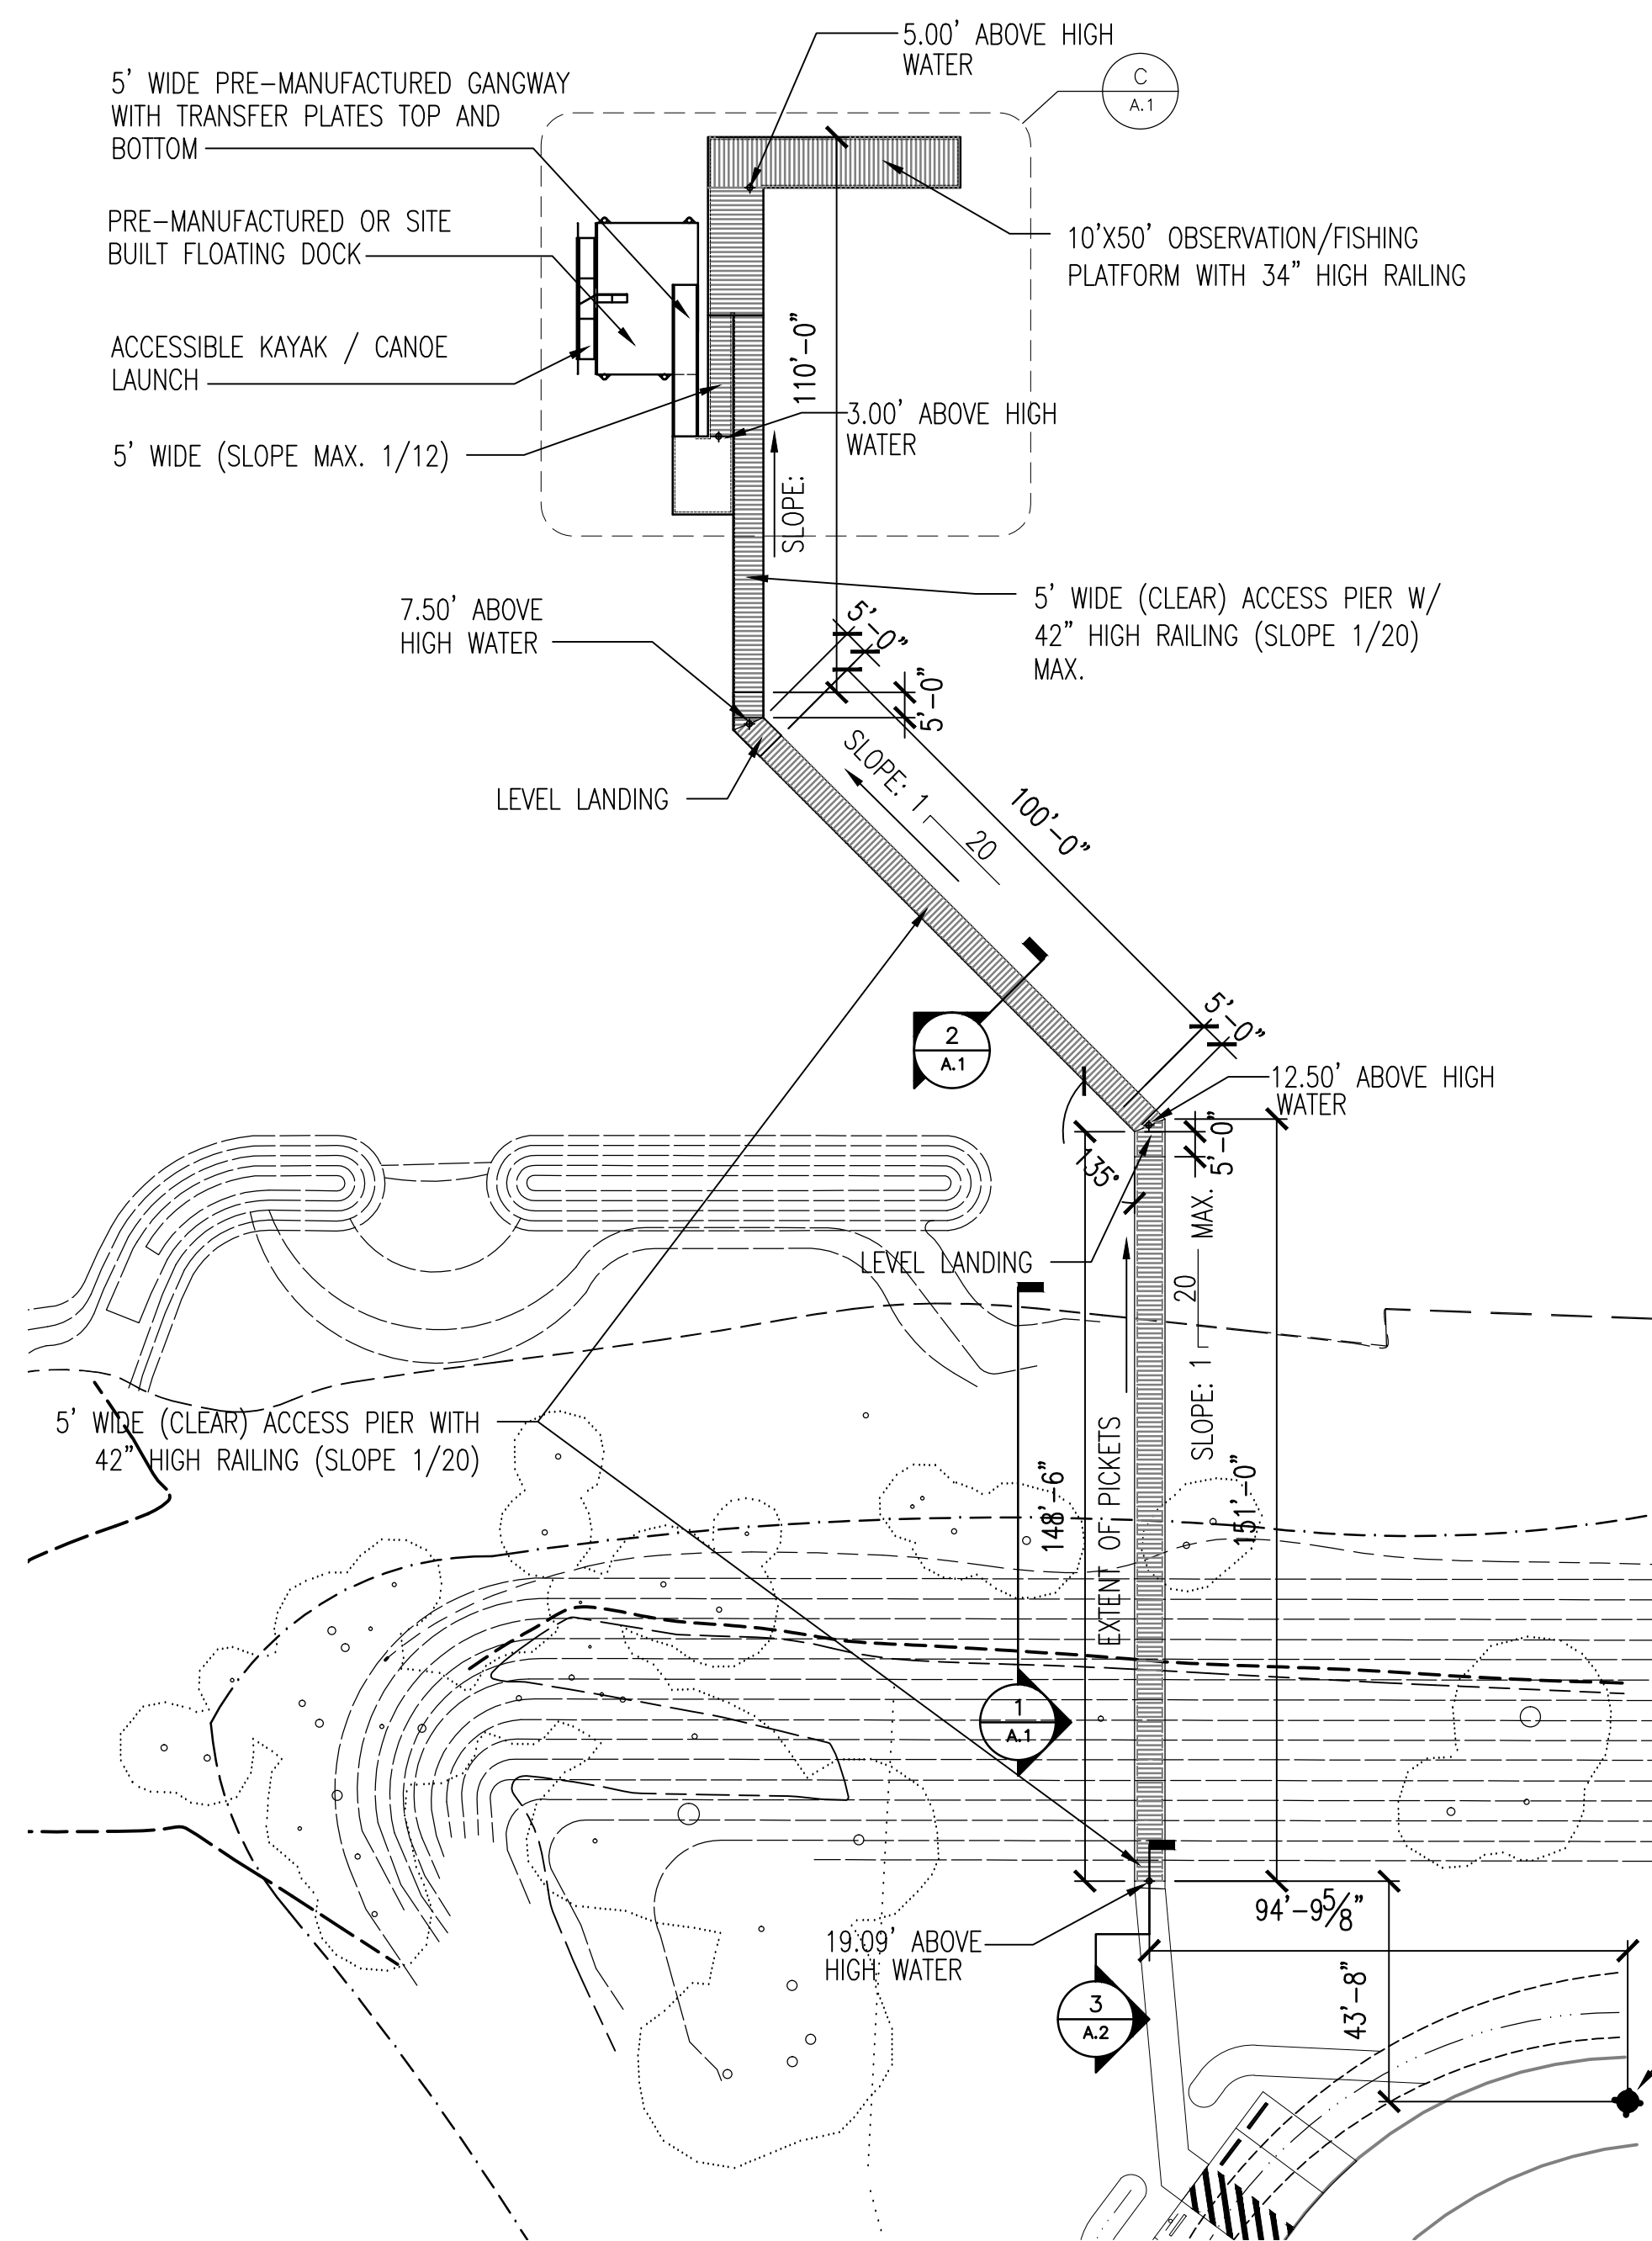 5.00' ABOVE HIGH
WATER
C
A.1
5' WIDE PRE-MANUFACTURED GANGWAY
WITH TRANSFER PLATES TOP AND
BOTTOM
PRE-MANUFACTURED OR SITE
BUILT FLOATING DOCK
10'X50' OBSERVATION/FISHING
PLATFORM WITH 34" HIGH RAILING
ACCESSIBLE KAYAK / CANOE
LAUNCH
110'-0"
3.00' ABOVE HIGH
WATER
5' WIDE (SLOPE MAX. 1/12)
SLOPE:
7.50' ABOVE
HIGH WATER
5' WIDE (CLEAR) ACCESS PIER W/
42" HIGH RAILING (SLOPE 1/20)
MAX.
5'-0"
5'-0"
LEVEL LANDING
SLOPE: 1
20
100'-0"
2
A.1
5'-0"
12.50' ABOVE HIGH
WATER
5'-0"
135°
LEVEL LANDING
SLOPE: 1
20
MAX.
5' WIDE (CLEAR) ACCESS PIER WITH
42" HIGH RAILING (SLOPE 1/20)
148'-6"
EXTENT OF PICKETS
151'-0"
1
A.1
19.09' ABOVE
HIGH WATER
94'-9⅝"
43'-8"
3
A.2